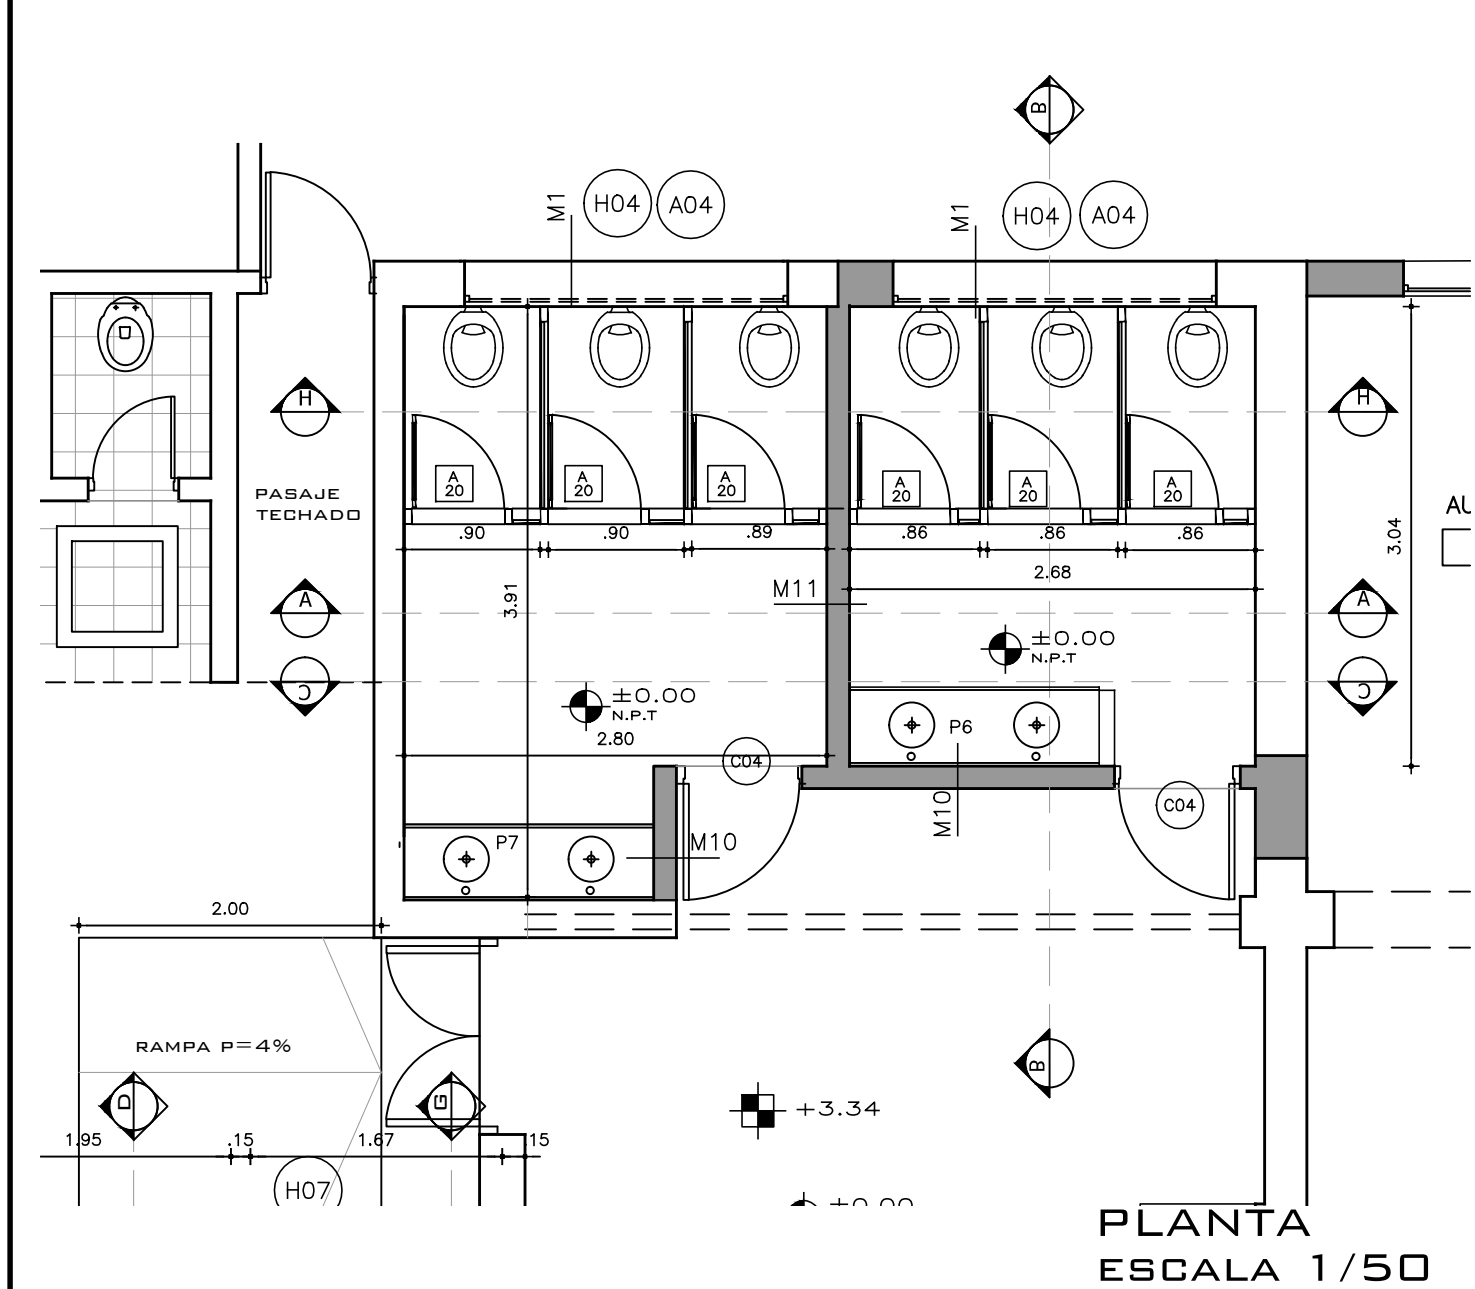 B
M1
H04
A04
M1
H04
A04
H
H
A
20
A
20
A
20
A
20
A
20
A
20
PASAJE
TECHADO
.90
.90
.89
.86
.86
.86
AU
3.04
2.68
3.91
M11
A
A
±0.00
N.P.T
C
C
±0.00
N.P.T
2.80
P6
C04
C04
M10
P7
M10
2.00
RAMPA P=4%
B
D
G
+3.34
1.95
.15
1.67
.15
H07
±0.00
PLANTA
ESCALA 1/50